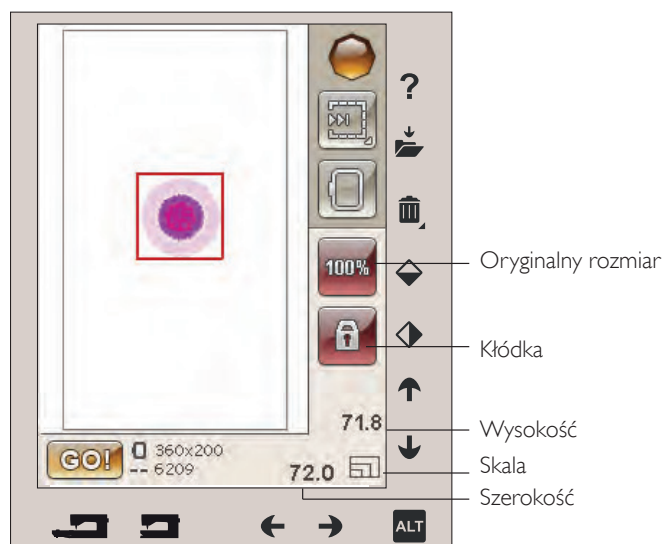 ?
100%
Oryginalny rozmiar
Kłódka
71.8
Wysokość
GO! 360x200
-- 6209
72.0
Skala
Szerokość
ALT